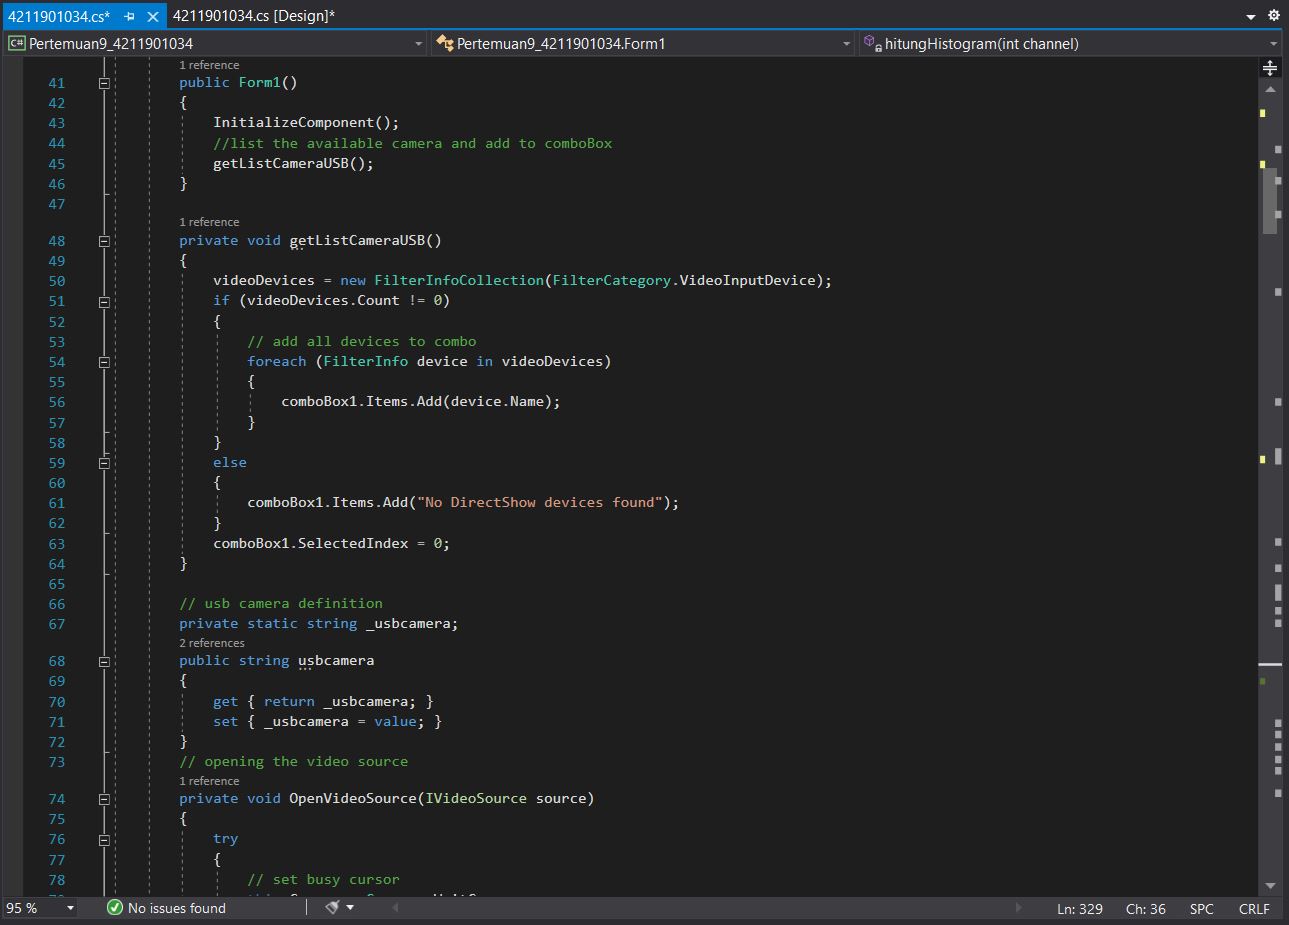 4211901034.cs* 4211901034.cs [Design]*
C# Pertemuan9_4211901034 Pertemuan9_4211901034.Form1 hitungHistogram(int channel)
1 reference
41 public Form1()
42 {
43 InitializeComponent();
44 //list the available camera and add to comboBox
45 getListCameraUSB();
46 }
47
1 reference
48 private void getListCameraUSB()
49 {
50 videoDevices = new FilterInfoCollection(FilterCategory.VideoInputDevice);
51 if (videoDevices.Count != 0)
52 {
53 // add all devices to combo
54 foreach (FilterInfo device in videoDevices)
55 {
56 comboBox1.Items.Add(device.Name);
57 }
58 }
59 else
60 {
61 comboBox1.Items.Add("No DirectShow devices found");
62 }
63 comboBox1.SelectedIndex = 0;
64 }
65
66 // usb camera definition
67 private static string _usbcamera;
2 references
68 public string usbcamera
69 {
70 get { return _usbcamera; }
71 set { _usbcamera = value; }
72 }
73 // opening the video source
1 reference
74 private void OpenVideoSource(IVideoSource source)
75 {
76 try
77 {
78 // set busy cursor
95 % No issues found Ln: 329 Ch: 36 SPC CRLF